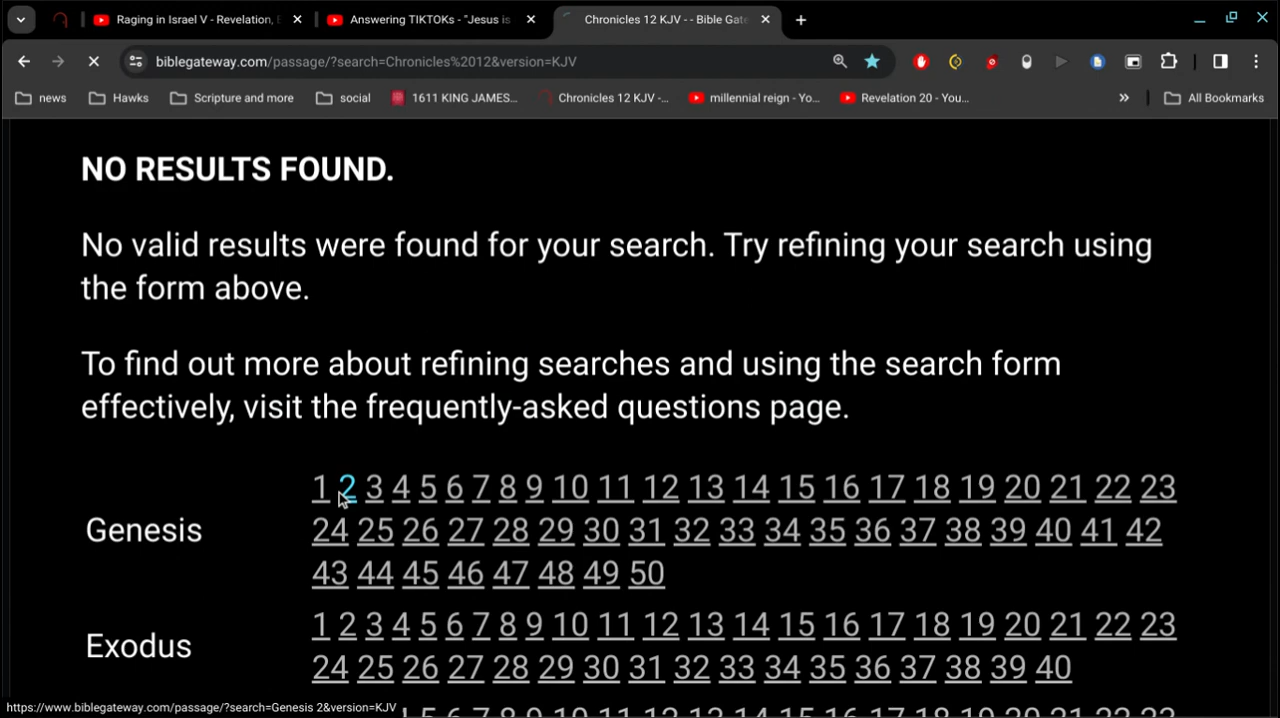 Raging in Israel V - Revelation,
Answering TIKTOKs - "Jesus is
Chronicles 12 KJV - - Bible Gate
biblegateway.com/passage/?search=Chronicles%2012&version=KJV
news
Hawks
Scripture and more
social
1611 KING JAMES...
Chronicles 12 KJV -...
millennial reign - Yo...
Revelation 20 - You...
All Bookmarks
NO RESULTS FOUND.
No valid results were found for your search. Try refining your search using
the form above.
To find out more about refining searches and using the search form
effectively, visit the frequently-asked questions page.
Genesis
1 2 3 4 5 6 7 8 9 10 11 12 13 14 15 16 17 18 19 20 21 22 23
24 25 26 27 28 29 30 31 32 33 34 35 36 37 38 39 40 41 42
43 44 45 46 47 48 49 50
Exodus
1 2 3 4 5 6 7 8 9 10 11 12 13 14 15 16 17 18 19 20 21 22 23
24 25 26 27 28 29 30 31 32 33 34 35 36 37 38 39 40
https://www.biblegateway.com/passage/?search=Genesis 2&version=KJV